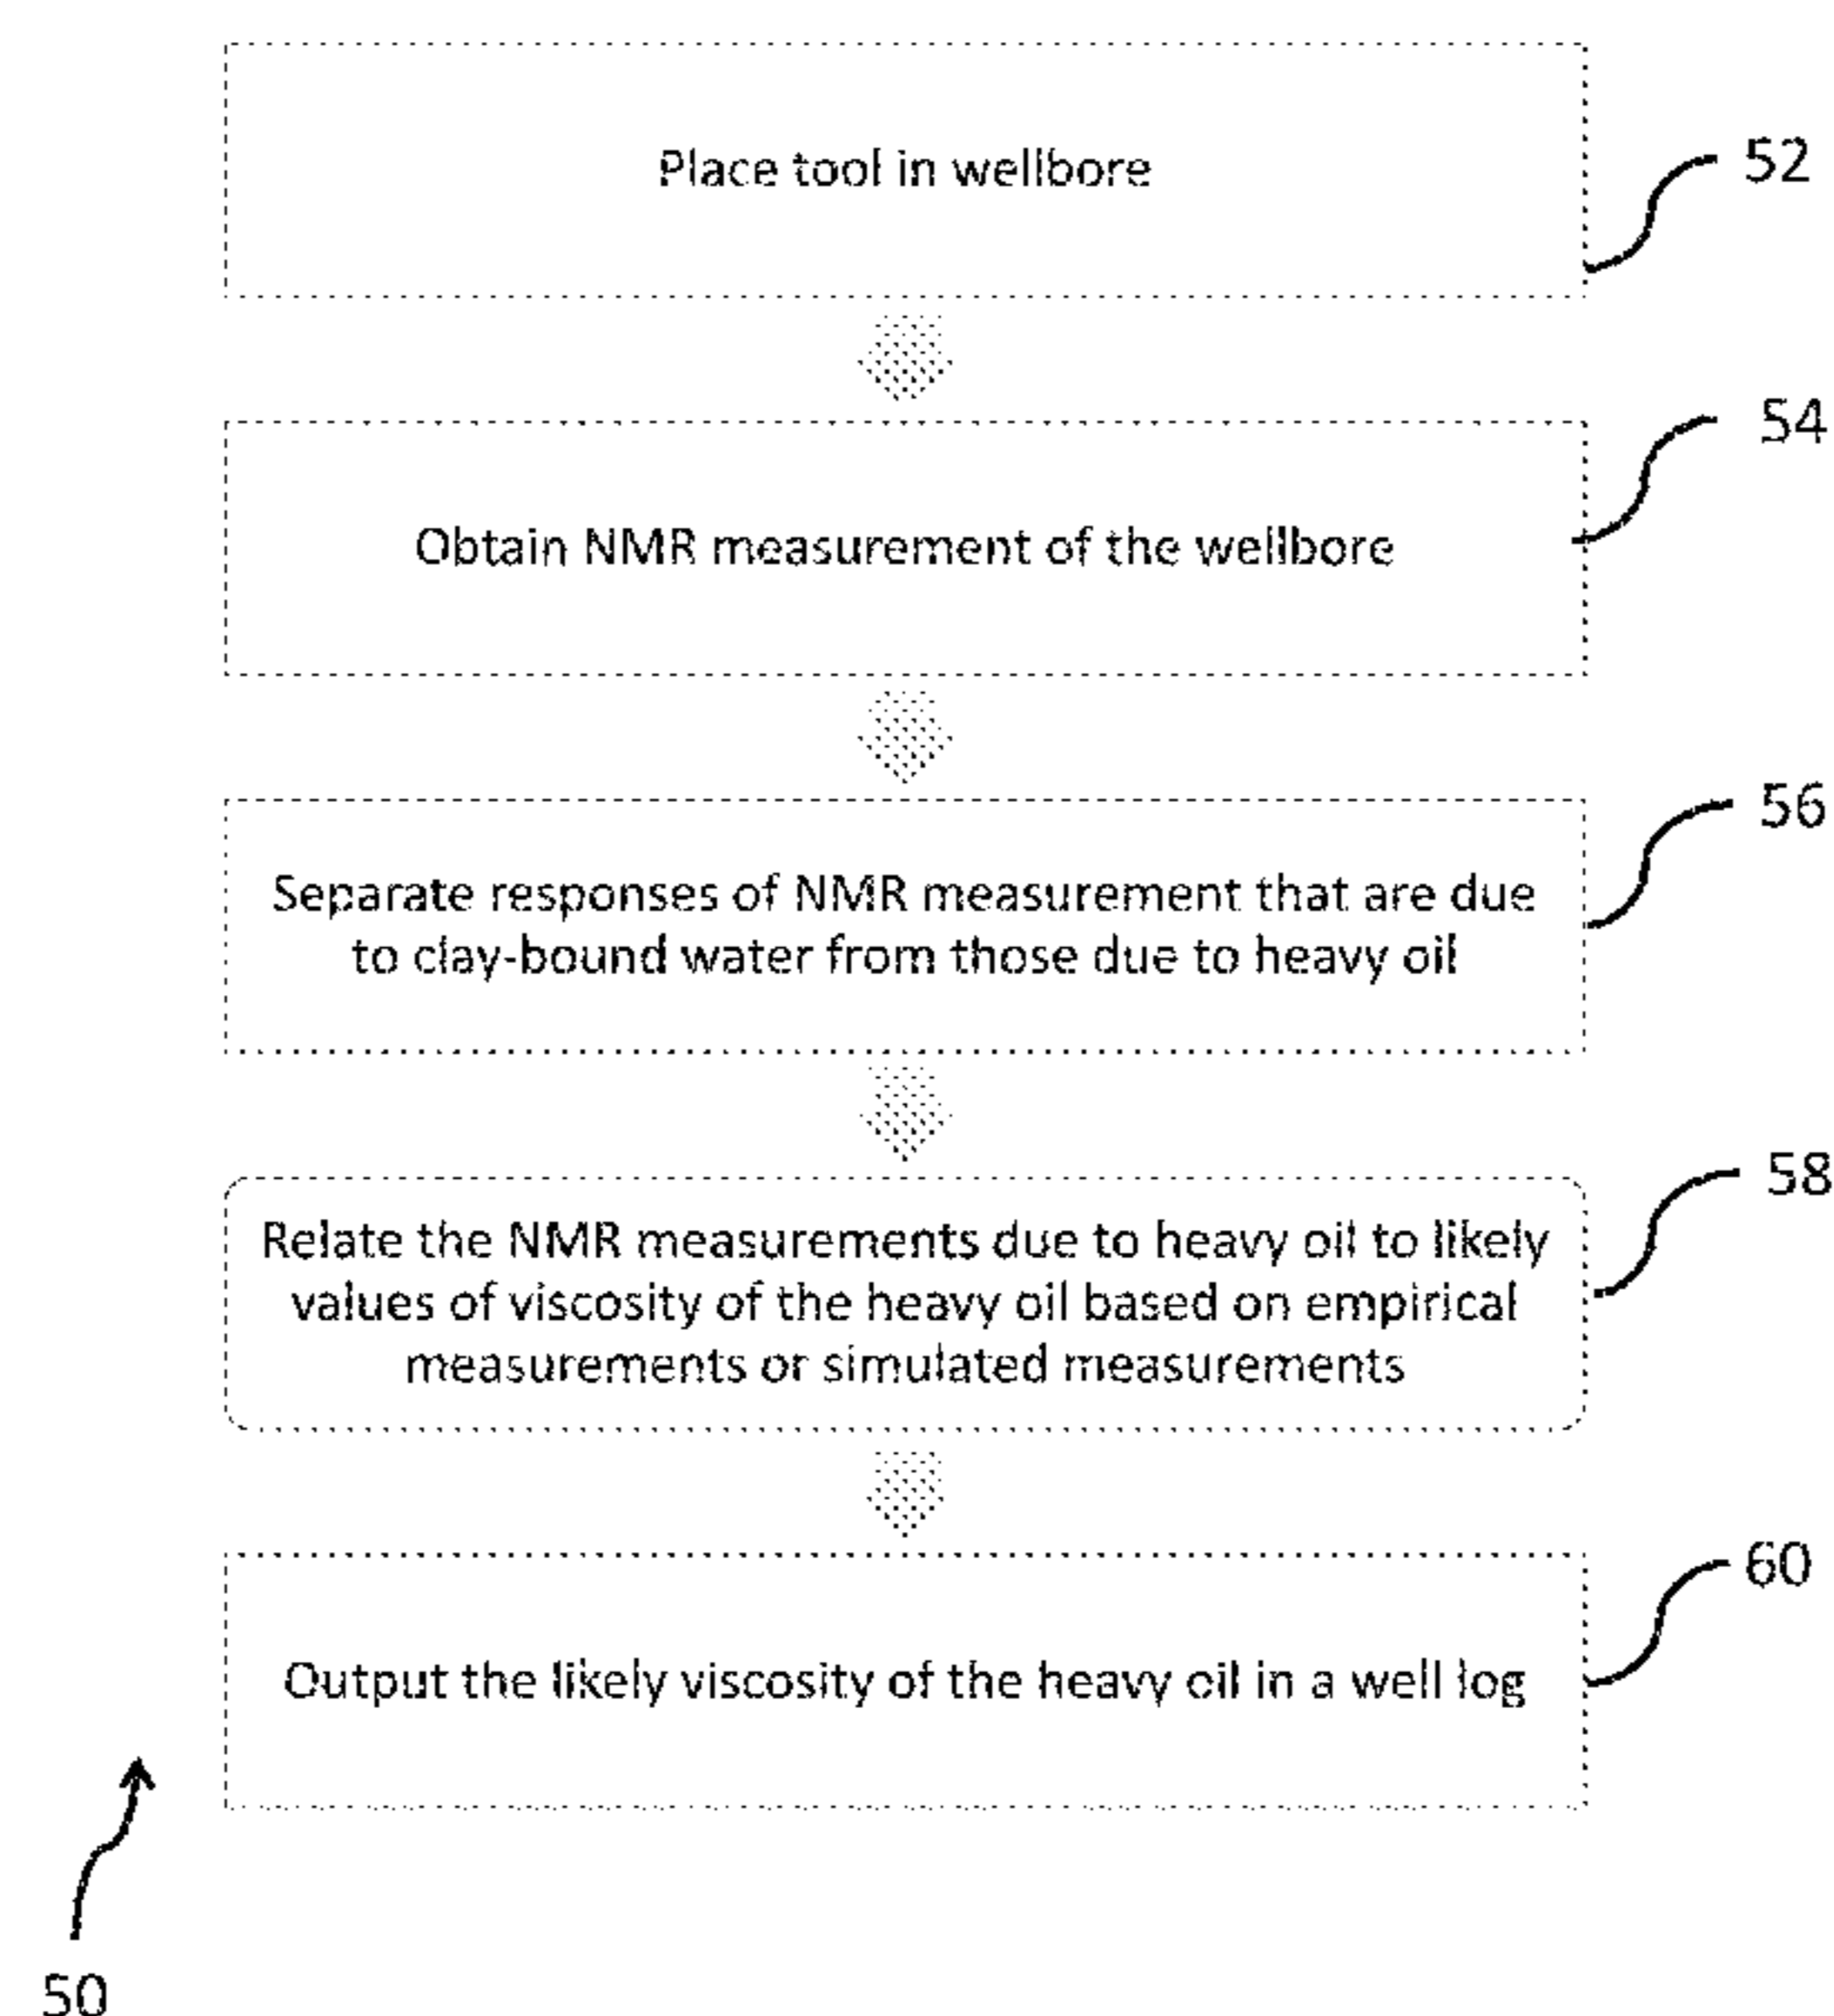 Place tool in wellbore
52
Obtain NMR measurement of the wellbore
54
Separate responses of NMR measurement that are due
to clay-bound water from those due to heavy oil
56
Relate the NMR measurements due to heavy oil to likely
values of viscosity of the heavy oil based on empirical
measurements or simulated measurements
58
Output the likely viscosity of the heavy oil in a well log
60
50